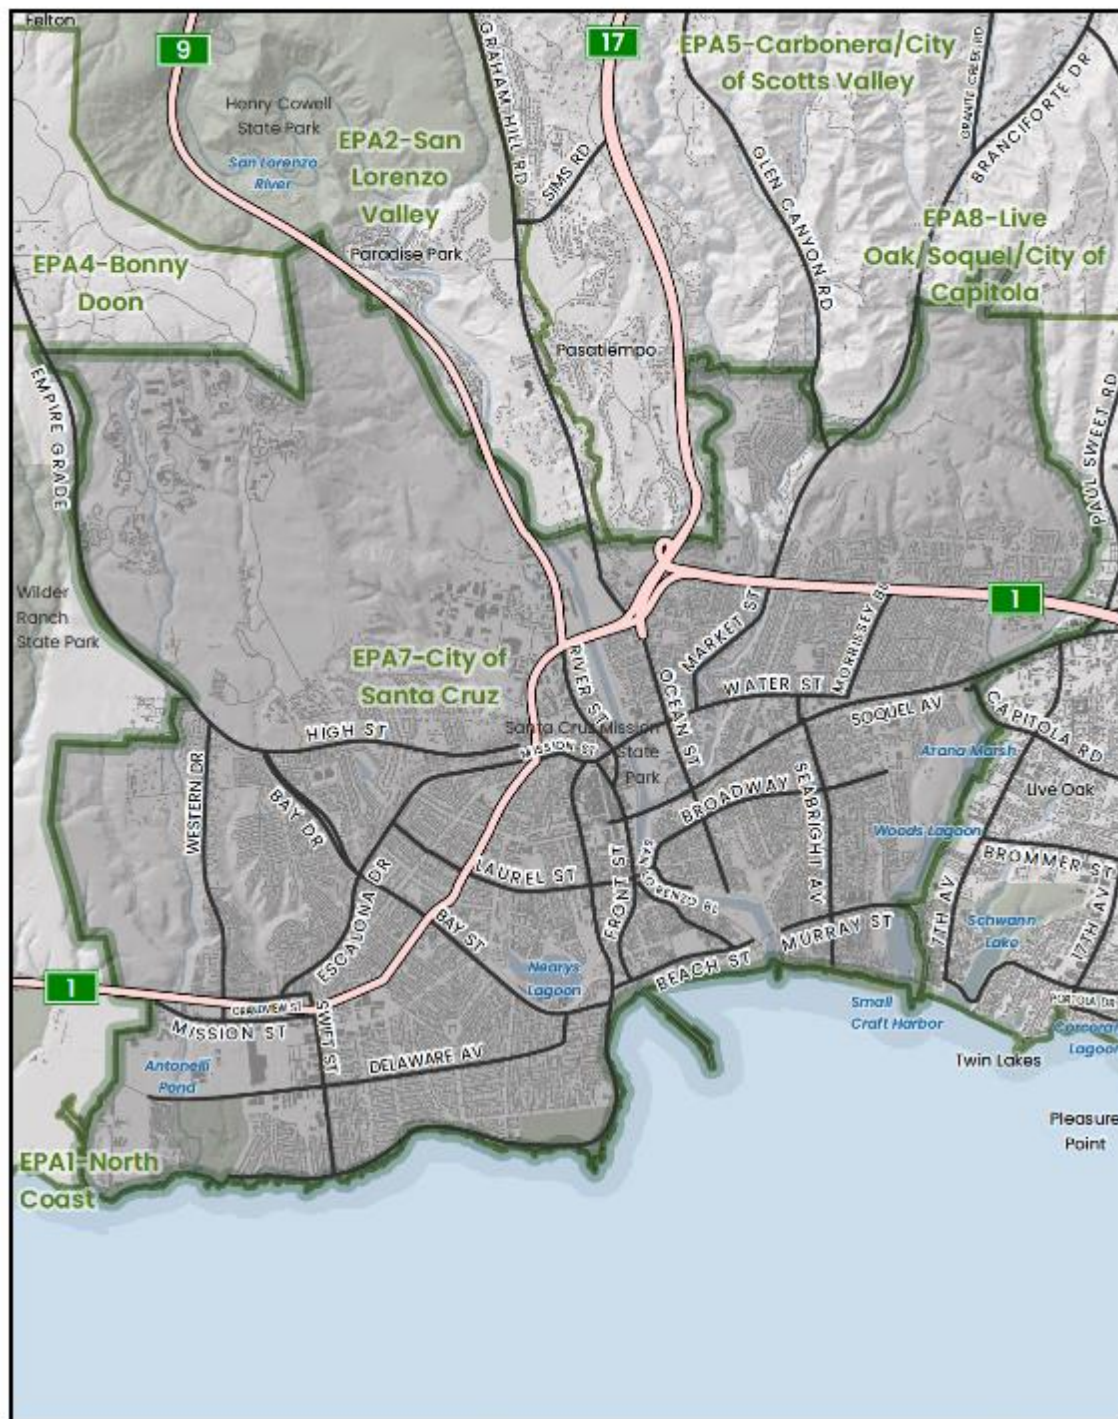 Felton
9
17
EPA5-Carbonera/City
of Scotts Valley
GRAHAM HILL RD
GRANITE CREEK RD
BRANCIFORTE DR
Henry Cowell
State Park
San Lorenzo
River
EPA2-San
Lorenzo
Valley
SIMS RD
GLEN CANYON RD
EPA8-Live
Oak/Soquel/City of
Capitola
EPA4-Bonny
Doon
Paradise Park
Pasatiempo
EMPIRE GRADE
PAUL SWEET RD
Wilder
Ranch
State Park
1
MARKET ST
MORRISSEY BL
EPA7-City of
Santa Cruz
RIVER ST
OCEAN ST
WATER ST
SOQUEL AV
CAPITOLA RD
HIGH ST
MISSION ST
Santa Cruz Mission
State
Park
Arana Marsh
WESTERN DR
BAY DR
BROADWAY
SEABRIGHT AV
Live Oak
Woods Lagoon
BROMMER ST
ESCALONA DR
LAUREL ST
FRONT ST
SAN LORENZO BL
7TH AV
17TH AV
BAY ST
MURRAY ST
Schwann
Lake
Nearys
Lagoon
BEACH ST
1
GRANDVIEW ST
MISSION ST
SWIFT ST
Small
Craft Harbor
PORTOLA DR
Corcoran
Lagoon
DELAWARE AV
Antonelli
Pond
Twin Lakes
Pleasure
Point
EPA1-North
Coast